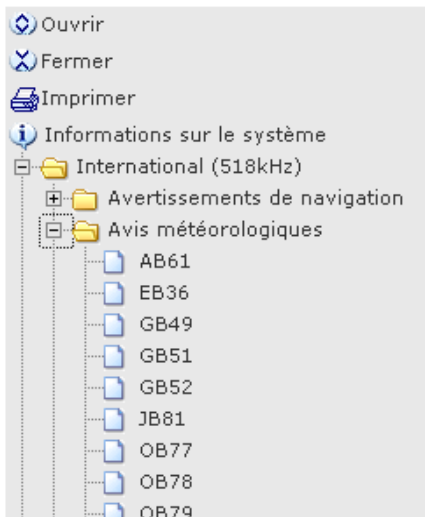 Ouvrir
Fermer
Imprimer
Informations sur le système
International (518kHz)
Avertissements de navigation
Avis météorologiques
AB61
EB36
GB49
GB51
GB52
JB81
OB77
OB78
OB79